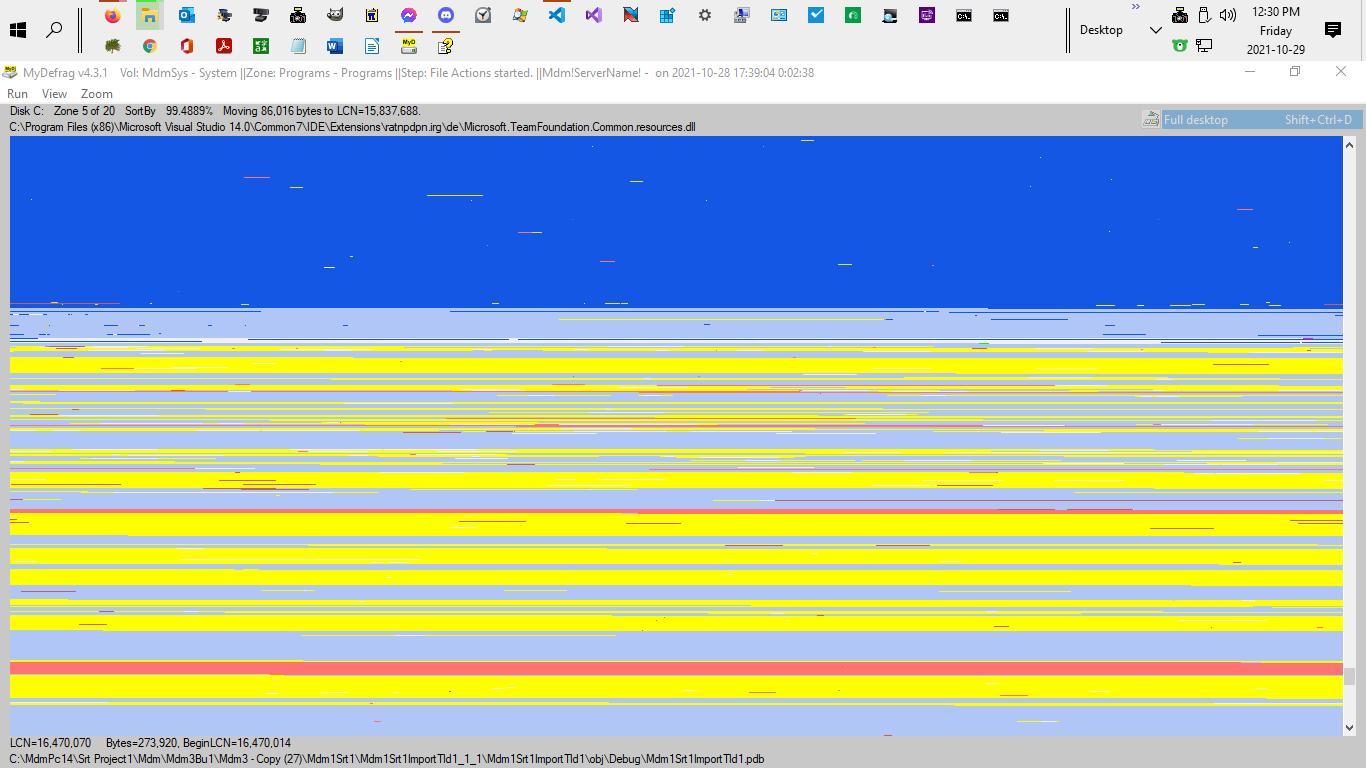 12:30 PM
Desktop
Friday
2021-10-29
MyDefrag v4.3.1 Vol: MdmSys - System ||Zone: Programs - Programs ||Step: File Actions started. ||Mdm!ServerName! - on 2021-10-28 17:39:04 0:02:38
Run View Zoom
Disk C: Zone 5 of 20 SortBy 99.4889% Moving 86,016 bytes to LCN=15,837,688.
Full desktop Shift+Ctrl+D
C:\Program Files (x86)\Microsoft Visual Studio 14.0\Common7\IDE\Extensions\ratnpdpn.irg\de\Microsoft.TeamFoundation.Common.resources.dll
LCN=16,470,070 Bytes=273,920, BeginLCN=16,470,014
C:\MdmPc14\Srt Project1\Mdm\Mdm3Bu1\Mdm3 - Copy (27)\Mdm1Srt1\Mdm1Srt1ImportTld1_1_1\Mdm1Srt1ImportTld1\obj\Debug\Mdm1Srt1ImportTld1.pdb